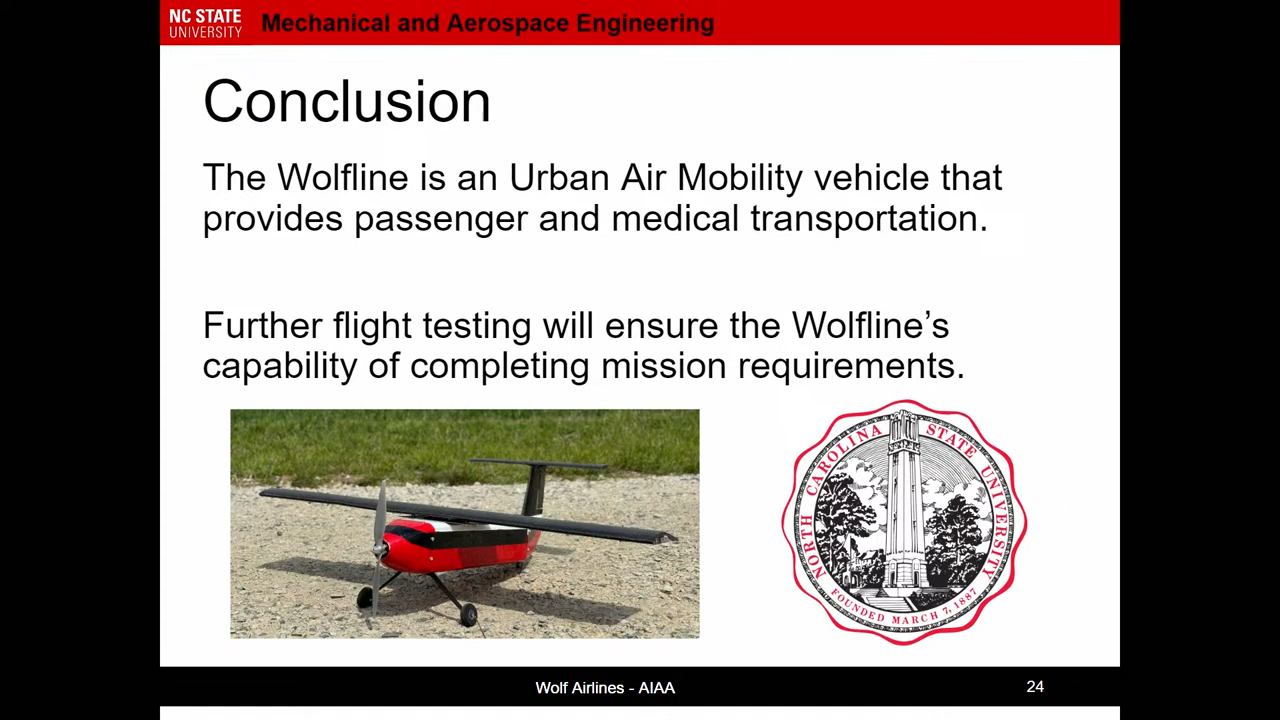 NC STATE
UNIVERSITY
Mechanical and Aerospace Engineering
Conclusion
The Wolfline is an Urban Air Mobility vehicle that
provides passenger and medical transportation.
Further flight testing will ensure the Wolfline’s
capability of completing mission requirements.
NORTH CAROLINA STATE UNIVERSITY
FOUNDED MARCH 7, 1887
Wolf Airlines - AIAA
24